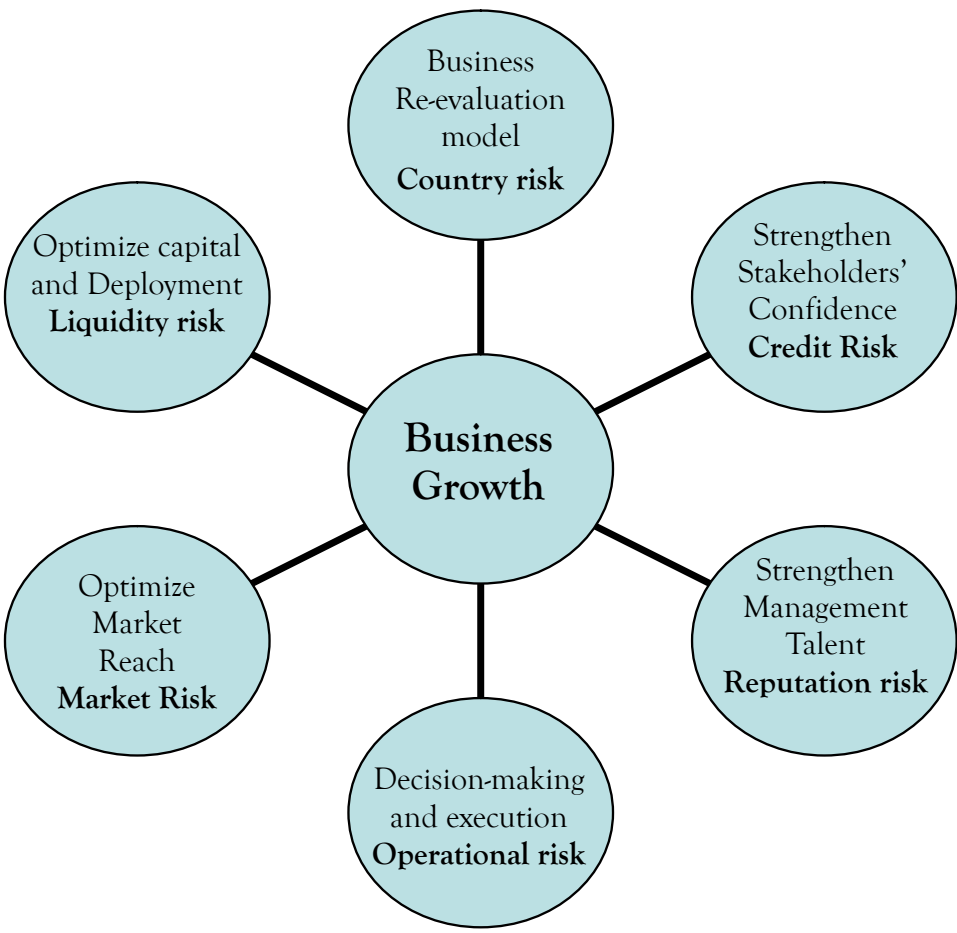 Business
Re-evaluation
model
Country risk
Optimize capital
and Deployment
Liquidity risk
Strengthen
Stakeholders’
Confidence
Credit Risk
Business
Growth
Optimize
Market
Reach
Market Risk
Strengthen
Management
Talent
Reputation risk
Decision-making
and execution
Operational risk